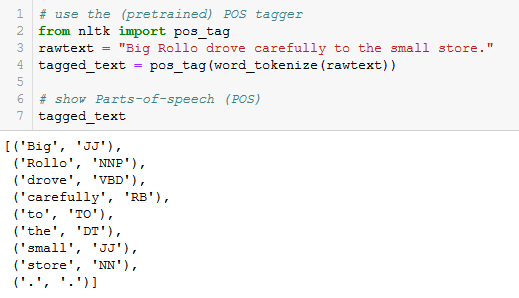 1 # use the (pretrained) POS tagger
2 from nltk import pos_tag
3 rawtext = "Big Rollo drove carefully to the small store."
4 tagged_text = pos_tag(word_tokenize(rawtext))
5
6 # show Parts-of-speech (POS)
7 tagged_text
[('Big', 'JJ'),
('Rollo', 'NNP'),
('drove', 'VBD'),
('carefully', 'RB'),
('to', 'TO'),
('the', 'DT'),
('small', 'JJ'),
('store', 'NN'),
('.', '.')]